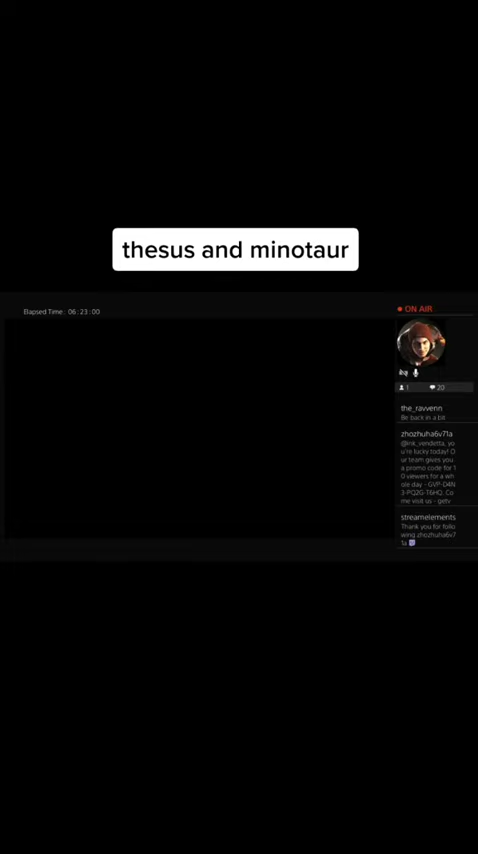 thesus and minotaur
Elapsed Time : 06 : 23 : 00
ON AIR
1 20
the_ravvenn
Be back in a bit
zhozhuha6v71a
@Ink_vendetta, yo
u're lucky today! O
ur team gives you
a promo code for 1
0 viewers for a wh
ole day - GVP-D4N
3-PQ2G-T6HQ. Co
me visit us - getv
streamelements
Thank you for follo
wing zhozhuha6v7
1a